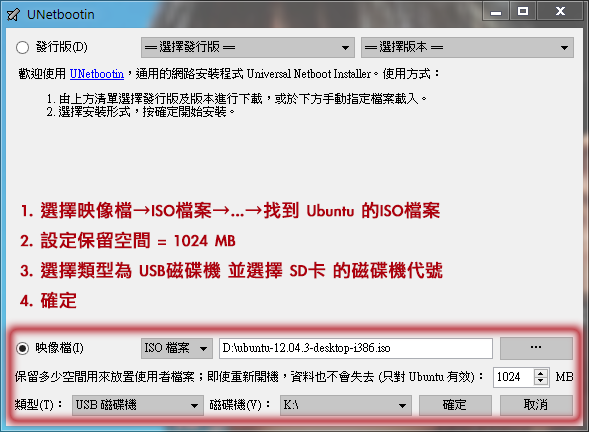 UNetbootin
發行版(D)
== 選擇發行版 ==
== 選擇版本 ==
歡迎使用 UNetbootin，通用的網路安裝程式 Universal Netboot Installer。使用方式：
1. 由上方清單選擇發行版及版本進行下載，或於下方手動指定檔案載入。
2. 選擇安裝形式，按確定開始安裝。
1. 選擇映像檔→ISO檔案→...→找到 Ubuntu 的ISO檔案
2. 設定保留空間 = 1024 MB
3. 選擇類型為 USB磁碟機 並選擇 SD卡 的磁碟機代號
4. 確定
映像檔(I)
ISO 檔案
D:\ubuntu-12.04.3-desktop-i386.iso
...
保留多少空間用來放置使用者檔案；即使重新開機，資料也不會失去 (只對 Ubuntu 有效)：
1024
MB
類型(T)：
USB 磁碟機
磁碟機(V)：
K:\
確定
取消